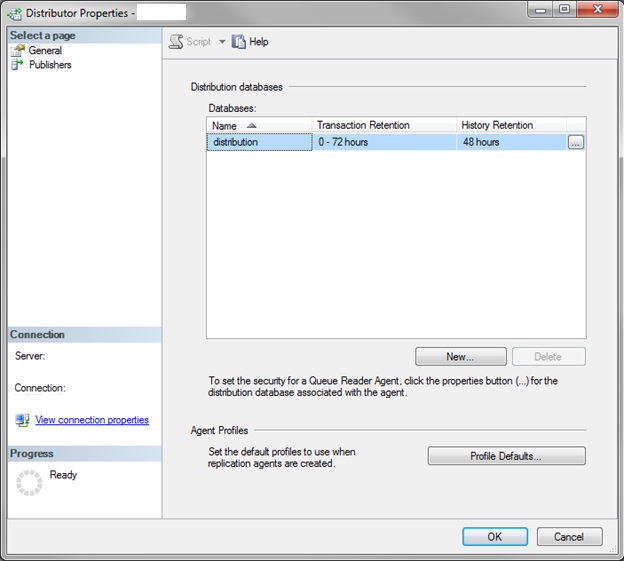 Distributor Properties -
Select a page
General
Publishers
Script
Help
Distribution databases
Databases:
Name Transaction Retention History Retention
distribution 0 - 72 hours 48 hours ...
New... Delete
To set the security for a Queue Reader Agent, click the properties button (...) for the
distribution database associated with the agent.
Agent Profiles
Set the default profiles to use when
replication agents are created.
Profile Defaults...
Connection
Server:
Connection:
View connection properties
Progress
Ready
OK Cancel